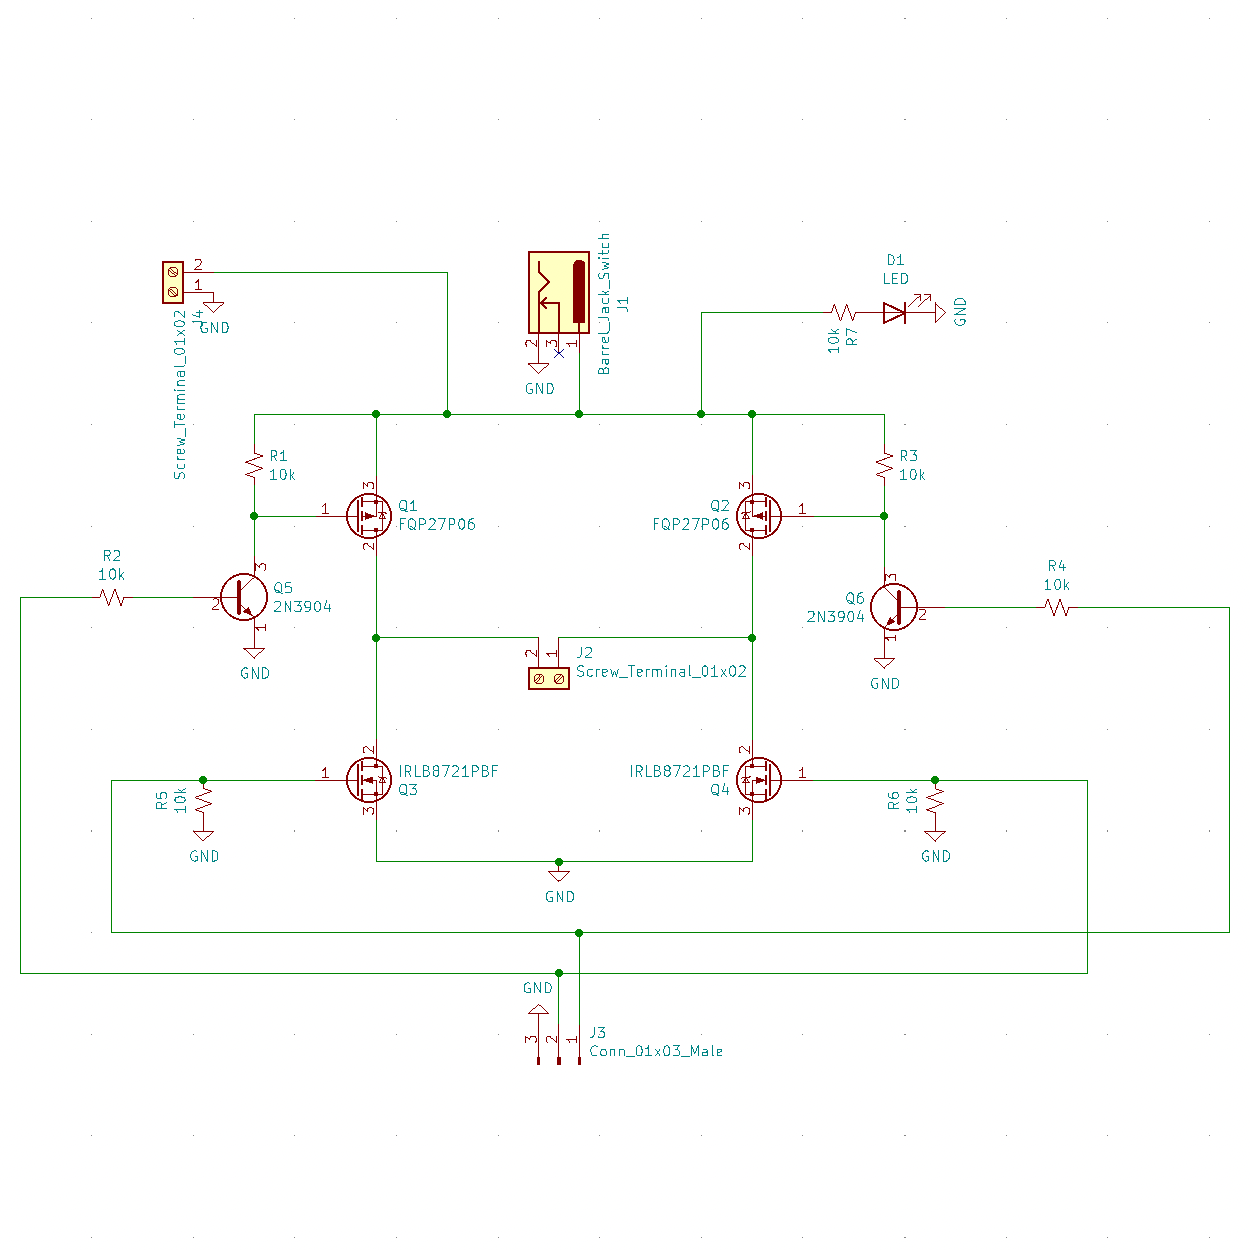 D1
LED
2
1
J4
GND
Screw_Terminal_01x02
2
3
1
GND
J1
Barrel_Jack_Switch
10k
R7
GND
R1
10k
R3
10k
3
1
2
Q1
FQP27P06
Q2
FQP27P06
3
1
2
R2
10k
2
3
1
Q5
2N3904
GND
R4
10k
Q6
2N3904
3
2
1
GND
2
1
J2
Screw_Terminal_01x02
R5
10k
GND
1
2
3
IRLB8721PBF
Q3
IRLB8721PBF
Q4
2
1
3
R6
10k
GND
GND
GND
3
2
1
J3
Conn_01x03_Male